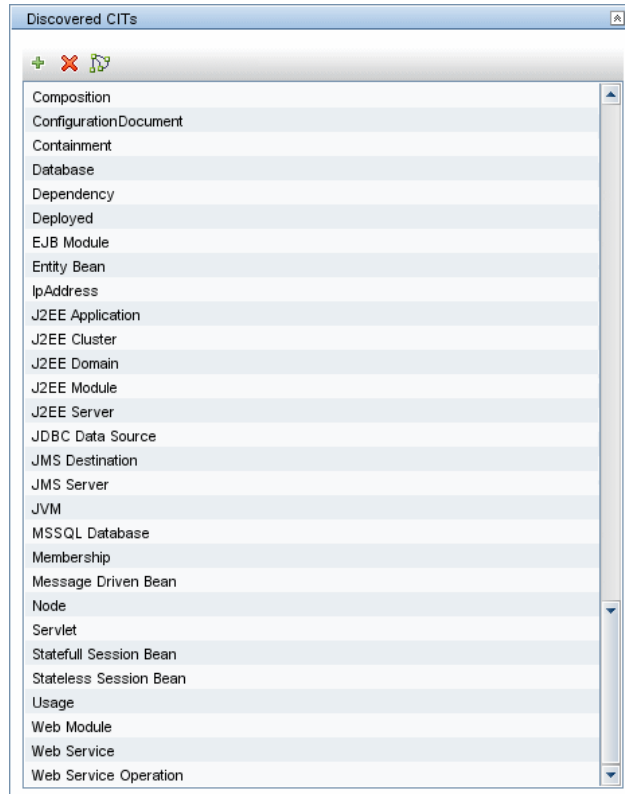 Discovered CITs
Composition
ConfigurationDocument
Containment
Database
Dependency
Deployed
EJB Module
Entity Bean
IpAddress
J2EE Application
J2EE Cluster
J2EE Domain
J2EE Module
J2EE Server
JDBC Data Source
JMS Destination
JMS Server
JVM
MSSQL Database
Membership
Message Driven Bean
Node
Servlet
Statefull Session Bean
Stateless Session Bean
Usage
Web Module
Web Service
Web Service Operation